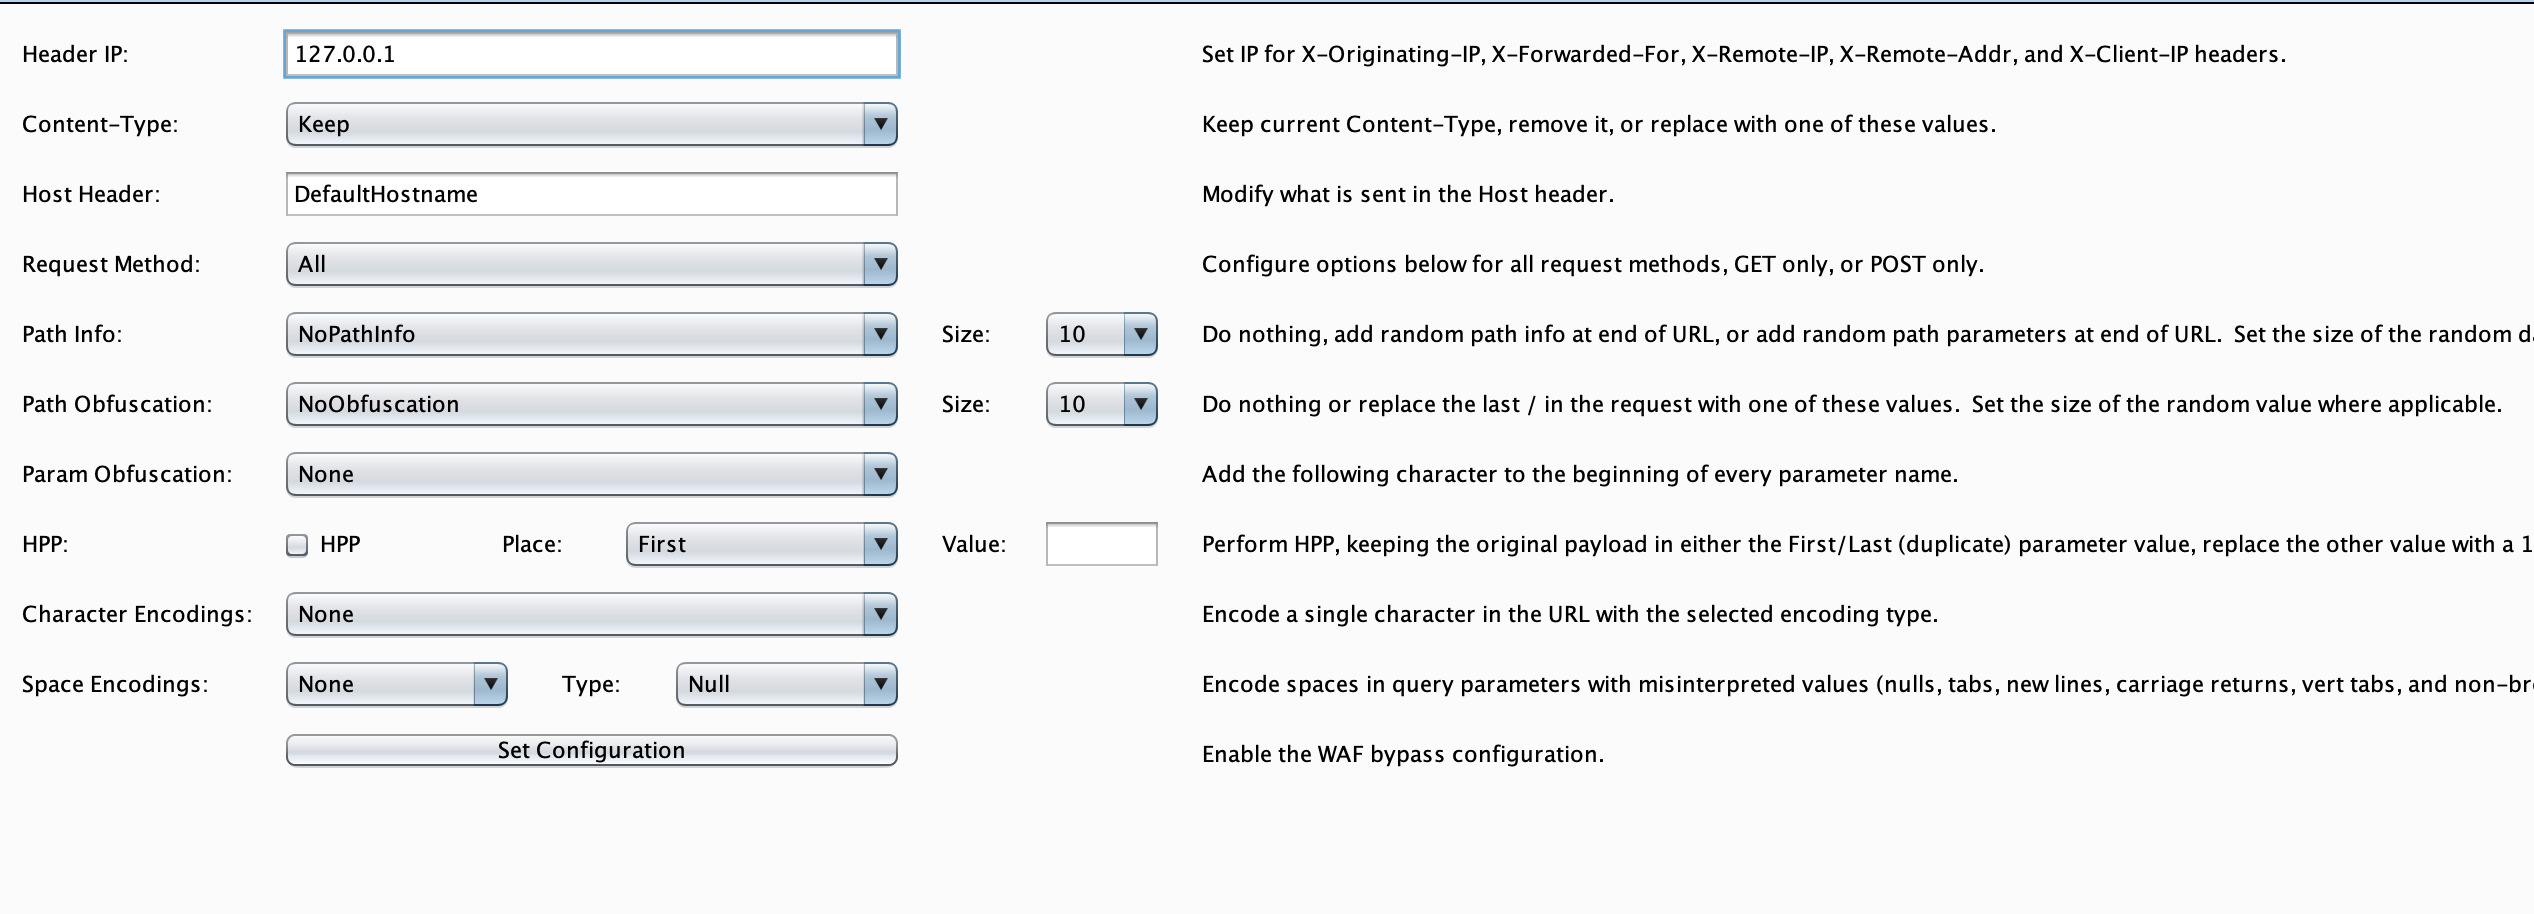 Header IP: 127.0.0.1 Set IP for X-Originating-IP, X-Forwarded-For, X-Remote-IP, X-Remote-Addr, and X-Client-IP headers.
Content-Type: Keep Keep current Content-Type, remove it, or replace with one of these values.
Host Header: DefaultHostname Modify what is sent in the Host header.
Request Method: All Configure options below for all request methods, GET only, or POST only.
Path Info: NoPathInfo Size: 10 Do nothing, add random path info at end of URL, or add random path parameters at end of URL. Set the size of the random
Path Obfuscation: NoObfuscation Size: 10 Do nothing or replace the last / in the request with one of these values. Set the size of the random value where applicable.
Param Obfuscation: None Add the following character to the beginning of every parameter name.
HPP: HPP Place: First Value: Perform HPP, keeping the original payload in either the First/Last (duplicate) parameter value, replace the other value with a 1
Character Encodings: None Encode a single character in the URL with the selected encoding type.
Space Encodings: None Type: Null Encode spaces in query parameters with misinterpreted values (nulls, tabs, new lines, carriage returns, vert tabs, and
Set Configuration Enable the WAF bypass configuration.